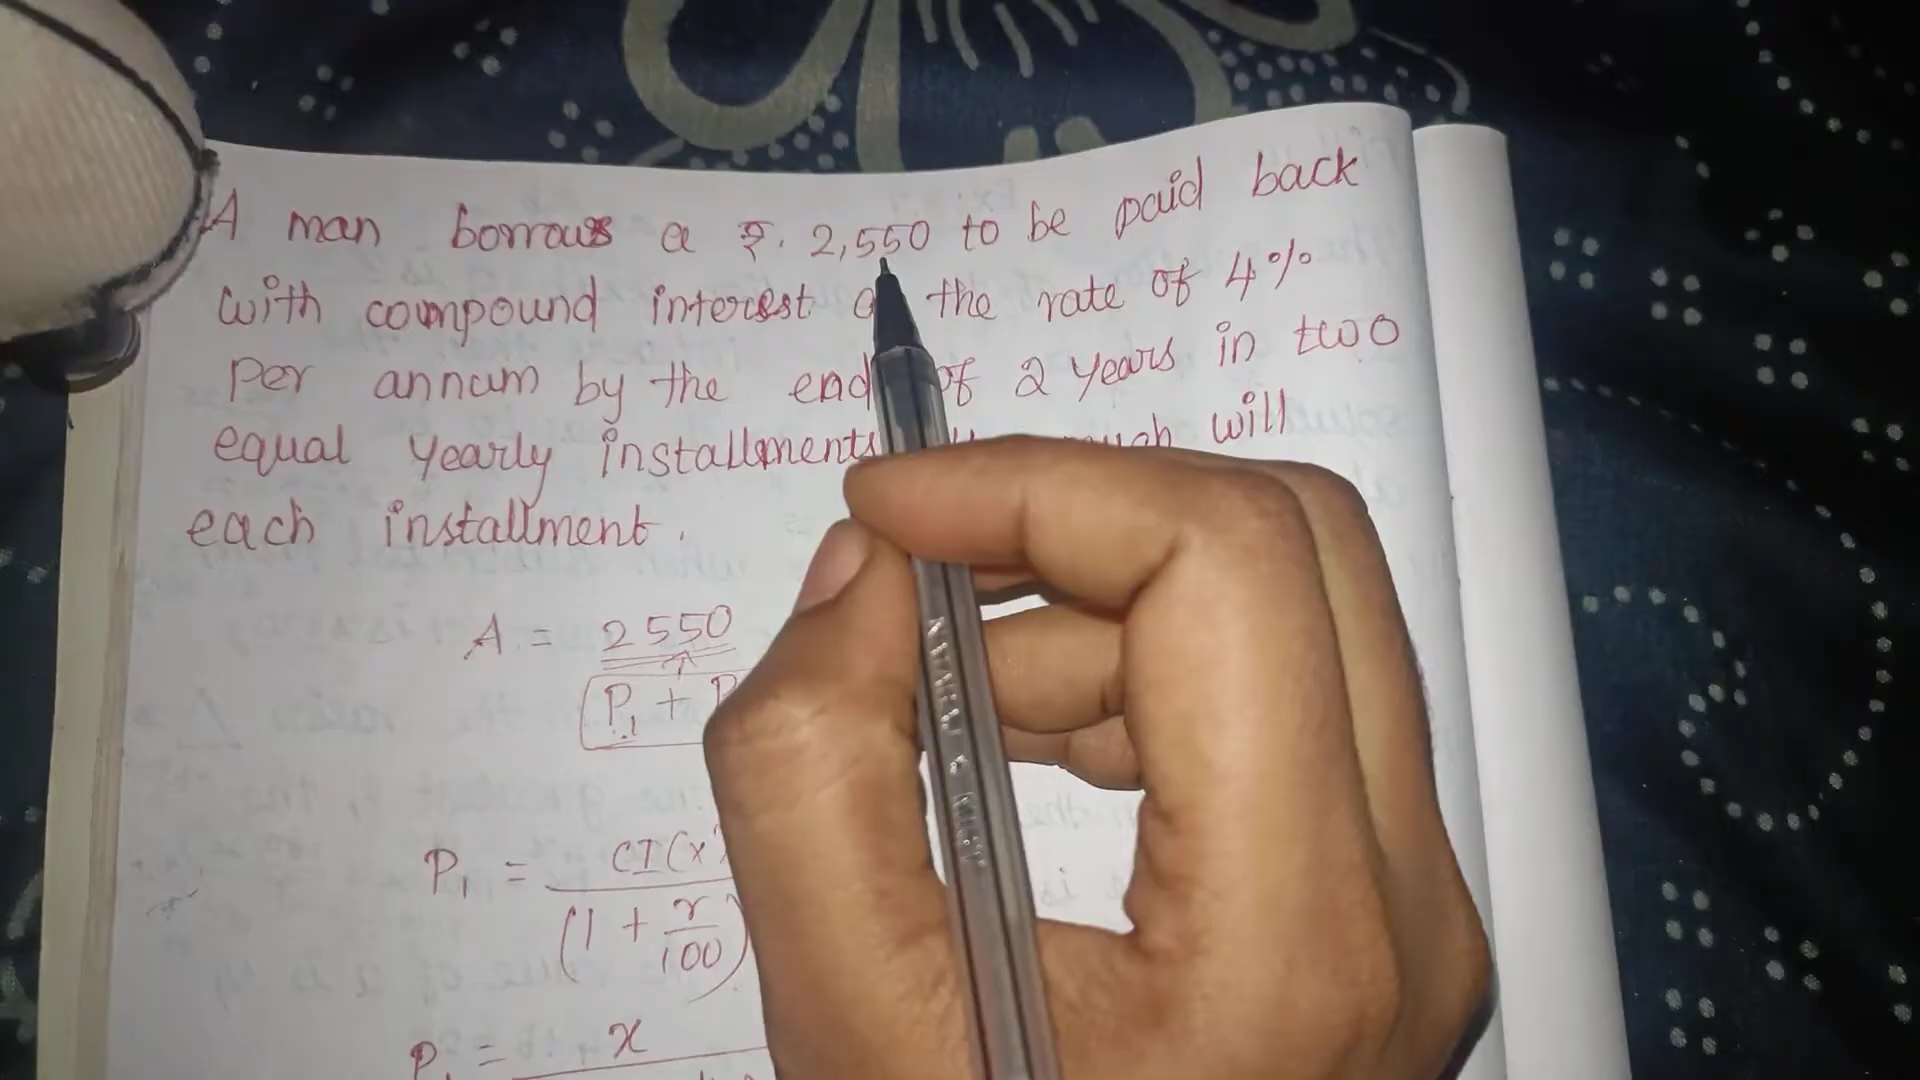 A man borrows a ₹. 2,550 to be paid back
with compound interest the rate of 4%
per annum by the end of 2 years in two
equal yearly installments will
each installment.
A = 2550
P₁ + P
P₁ = CI(x
(1 + r/100)
P₁ = x